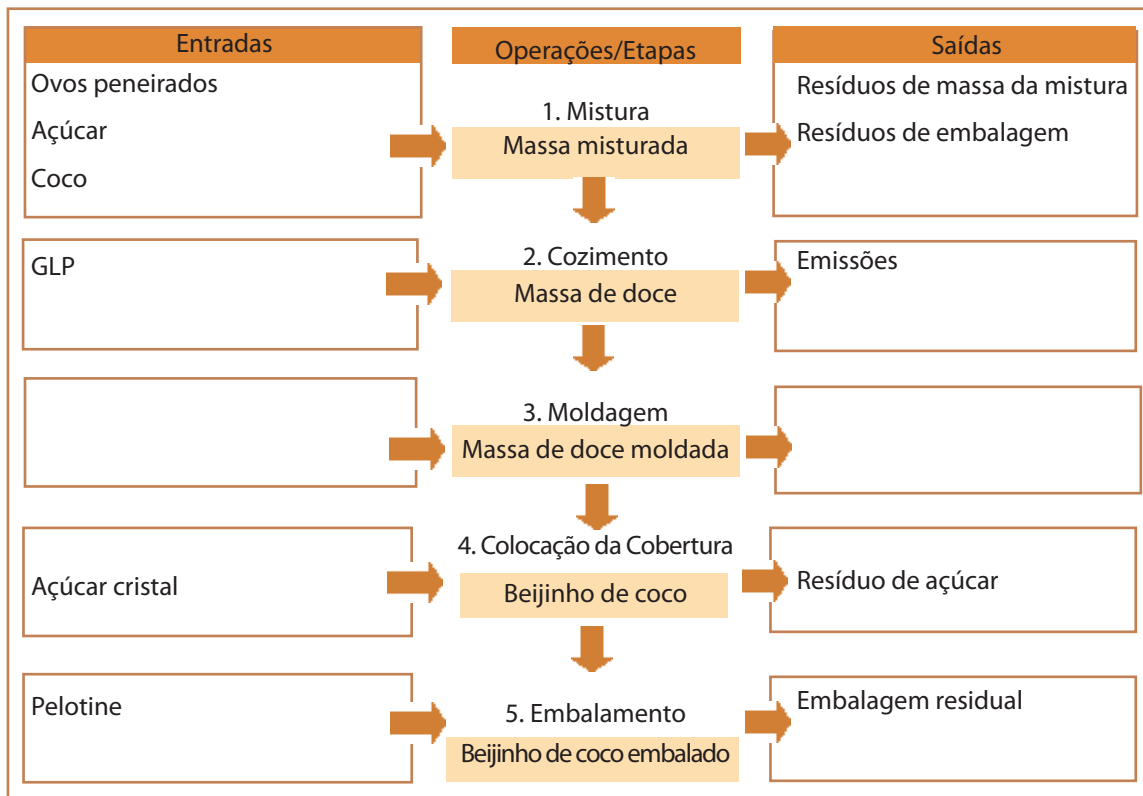 Entradas
Operações/Etapas
Saídas
Ovos peneirados
Açúcar
Coco
1. Mistura
Massa misturada
Resíduos de massa da mistura
Resíduos de embalagem
GLP
2. Cozimento
Massa de doce
Emissões
3. Moldagem
Massa de doce moldada
Açúcar cristal
4. Colocação da Cobertura
Beijinho de coco
Resíduo de açúcar
Pelotine
5. Embalamento
Beijinho de coco embalado
Embalagem residual